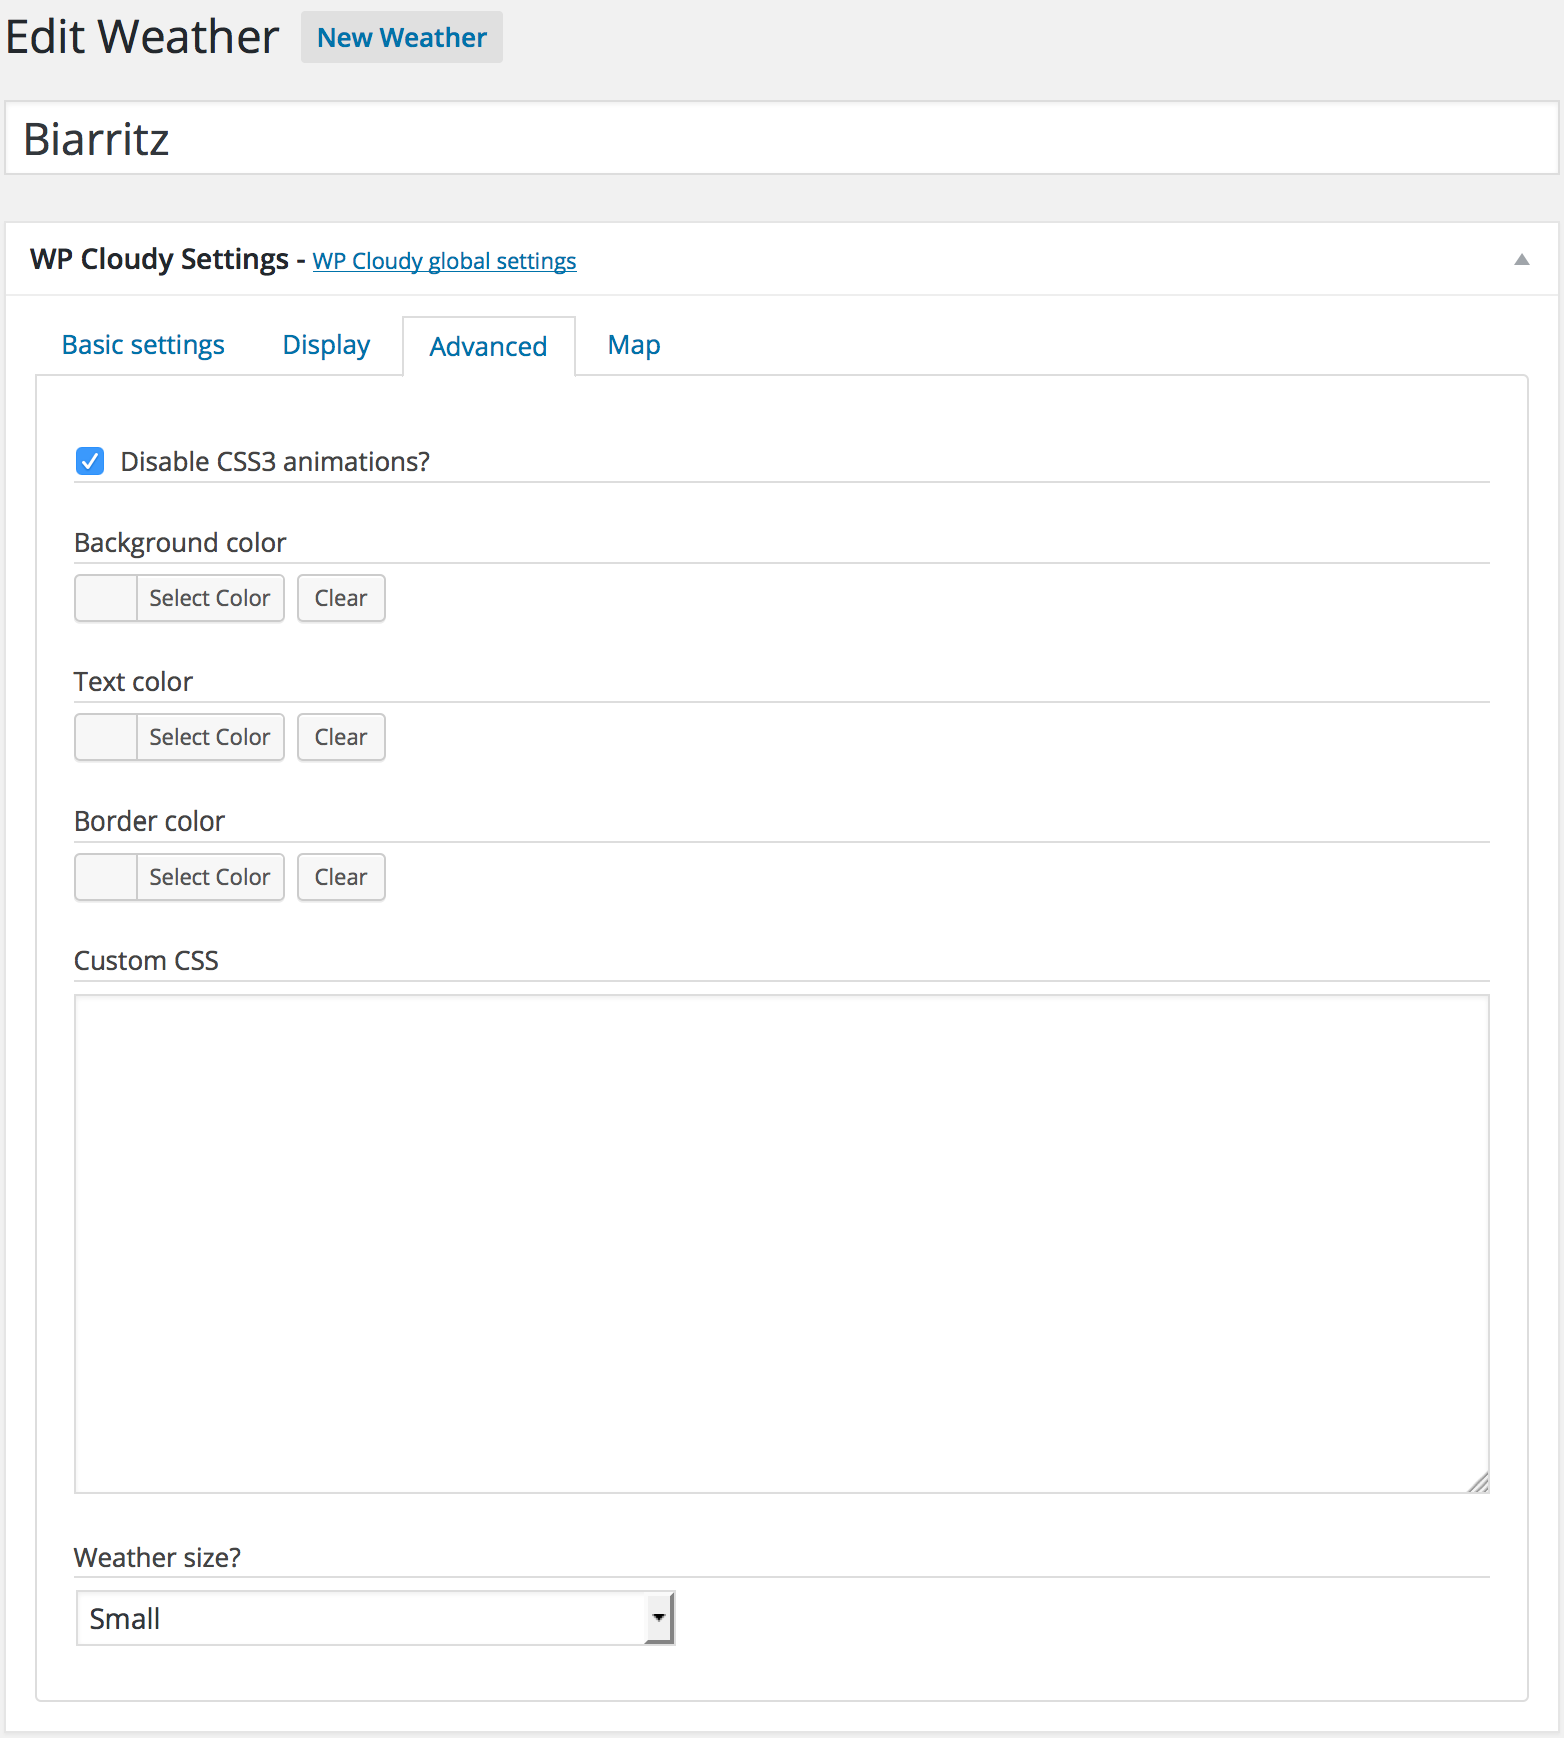 Edit Weather New Weather
Biarritz
WP Cloudy Settings - WP Cloudy global settings
Basic settings Display Advanced Map
Disable CSS3 animations?
Background color
Select Color Clear
Text color
Select Color Clear
Border color
Select Color Clear
Custom CSS
Weather size?
Small